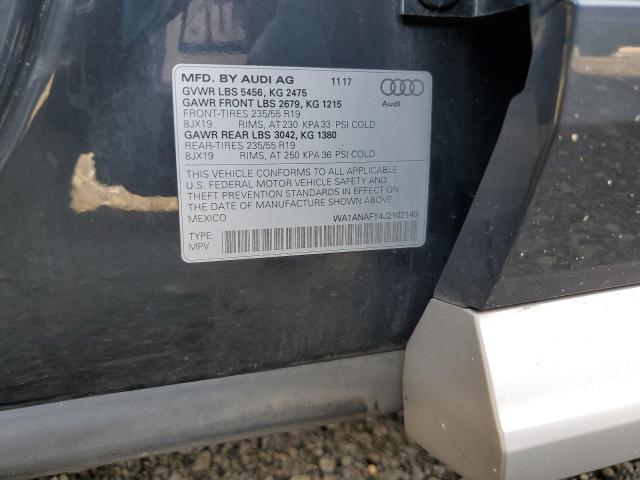 MFD. BY AUDI AG 11 17
GVWR LBS 5456, KG 2475
GAWR FRONT LBS 2679, KG 1215
FRONT-TIRES 235/55 R19
8JX19 RIMS, AT 230 KPA 33 PSI COLD
GAWR REAR LBS 3042, KG 1380
REAR-TIRES 235/55 R19
8JX19 RIMS, AT 250 KPA 36 PSI COLD
Audi
THIS VEHICLE CONFORMS TO ALL APPLICABLE
U.S. FEDERAL MOTOR VEHICLE SAFETY AND
THEFT PREVENTION STANDARDS IN EFFECT ON
THE DATE OF MANUFACTURE SHOWN ABOVE
MEXICO WA1ANAFY4J2102149
TYPE:
MPV